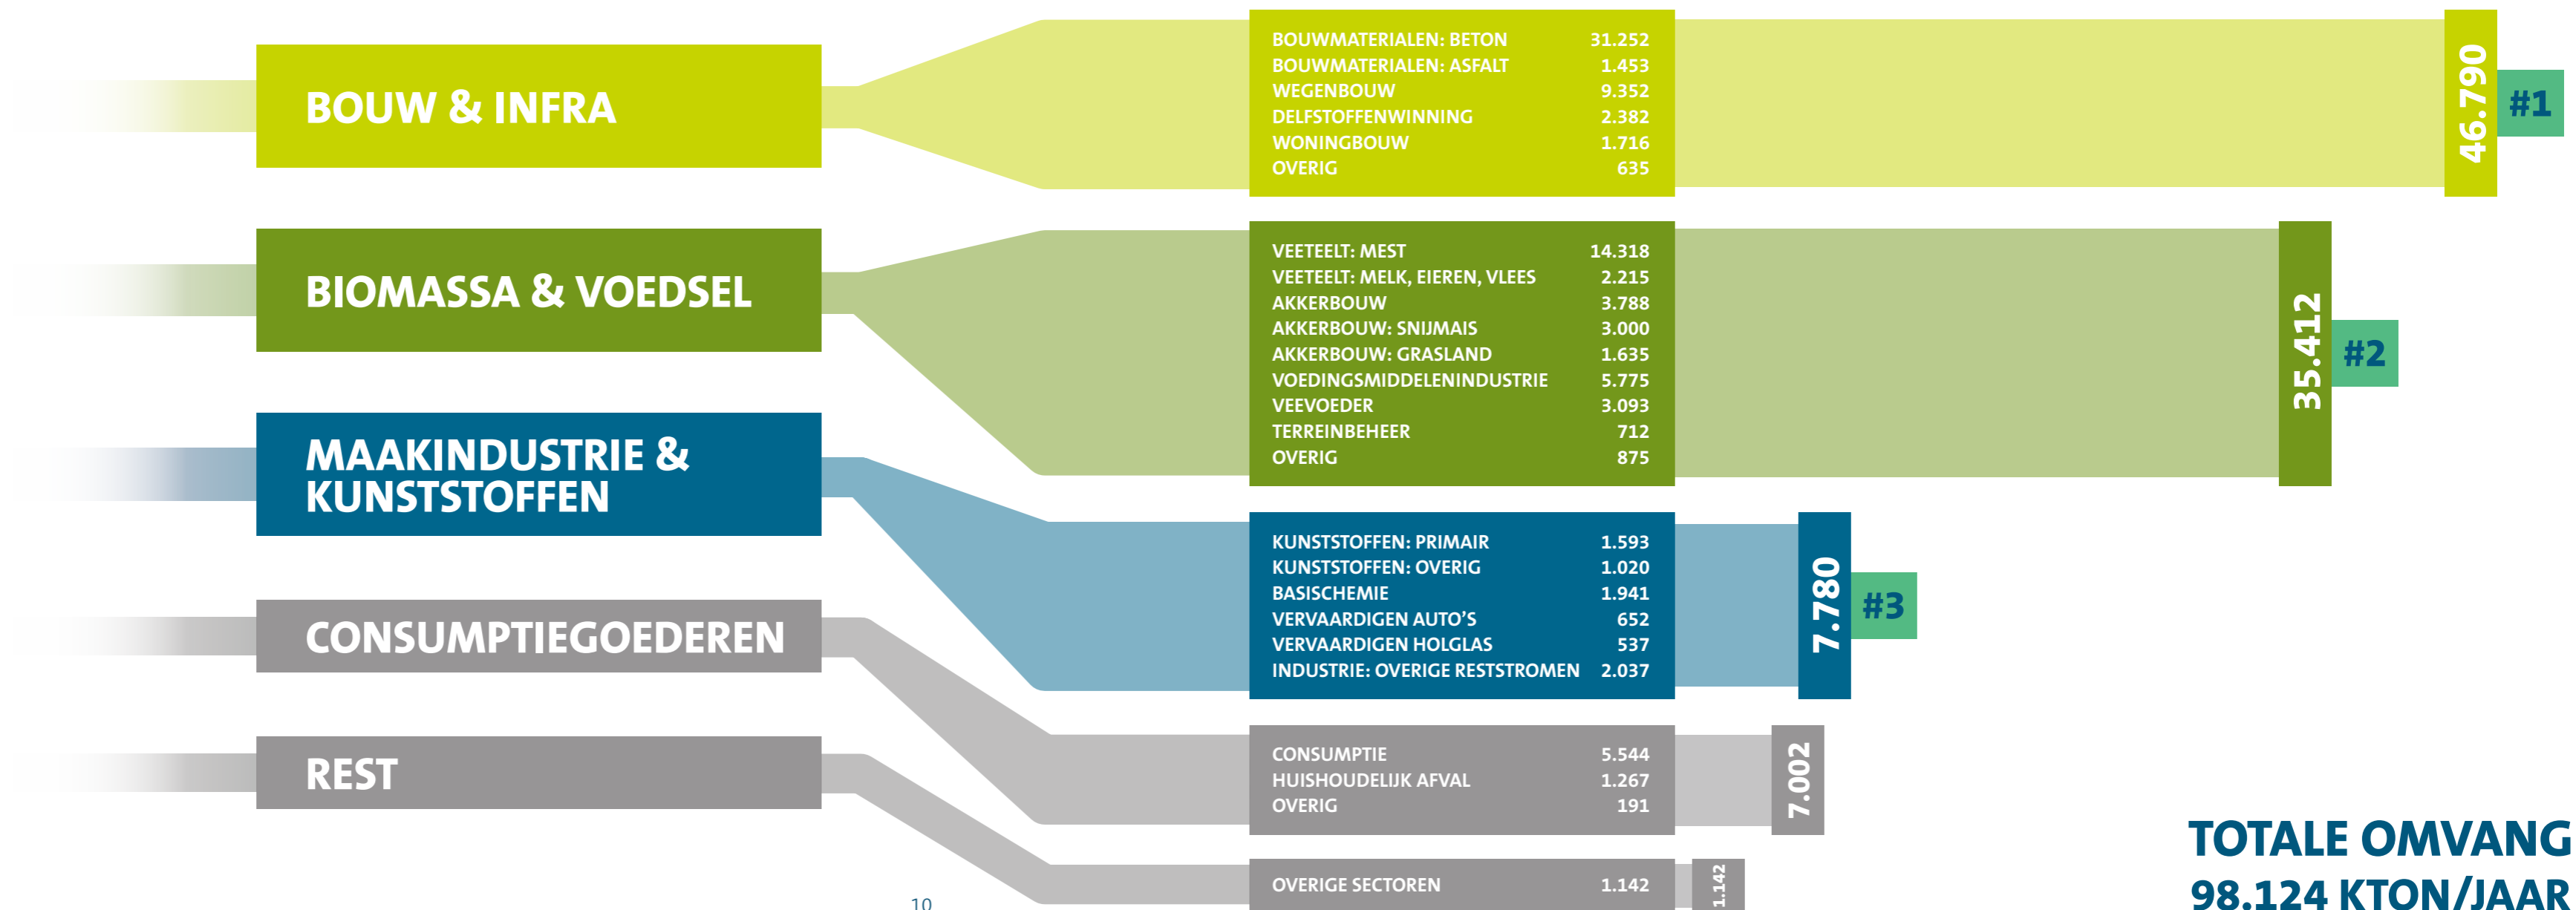 BOUW & INFRA
BOUWMATERIALEN: BETON 31.252
BOUWMATERIALEN: ASFALT 1.453
WEGENBOUW 9.352
DELFSTOFFENWINNING 2.382
WONINGBOUW 1.716
OVERIG 635
46.790
#1
BIOMASSA & VOEDSEL
VEETEELT: MEST 14.318
VEETEELT: MELK, EIEREN, VLEES 2.215
AKKERBOUW 3.788
AKKERBOUW: SNIJMAIS 3.000
AKKERBOUW: GRASLAND 1.635
VOEDINGSMIDDELENINDUSTRIE 5.775
VEEVOEDER 3.093
TERREINBEHEER 712
OVERIG 875
35.412
#2
MAAKINDUSTRIE &
KUNSTSTOFFEN
KUNSTSTOFFEN: PRIMAIR 1.593
KUNSTSTOFFEN: OVERIG 1.020
BASISCHEMIE 1.941
VERVAARDIGEN AUTO'S 652
VERVAARDIGEN HOLGLAS 537
INDUSTRIE: OVERIGE RESTSTROMEN 2.037
7.780
#3
CONSUMPTIEGOEDEREN
CONSUMPTIE 5.544
HUISHOUDELIJK AFVAL 1.267
OVERIG 191
7.002
REST
OVERIGE SECTOREN 1.142
1.142
TOTALE OMVANG
98.124 KTON/JAAR
10